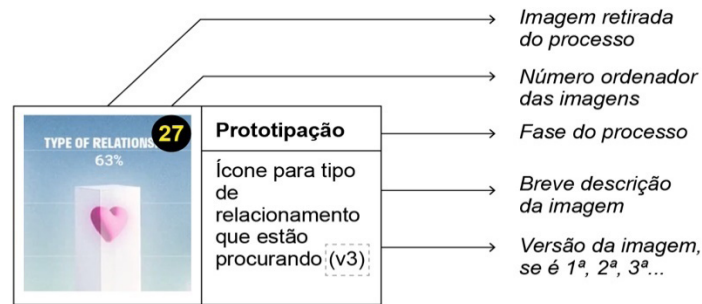 Imagem retirada
do processo
Número ordenador
das imagens
TYPE OF RELATIONS
63%
27
Prototipação
Fase do processo
Ícone para tipo
de
relacionamento
que estão
procurando (v3)
Breve descrição
da imagem
Versão da imagem,
se é 1ª, 2ª, 3ª...